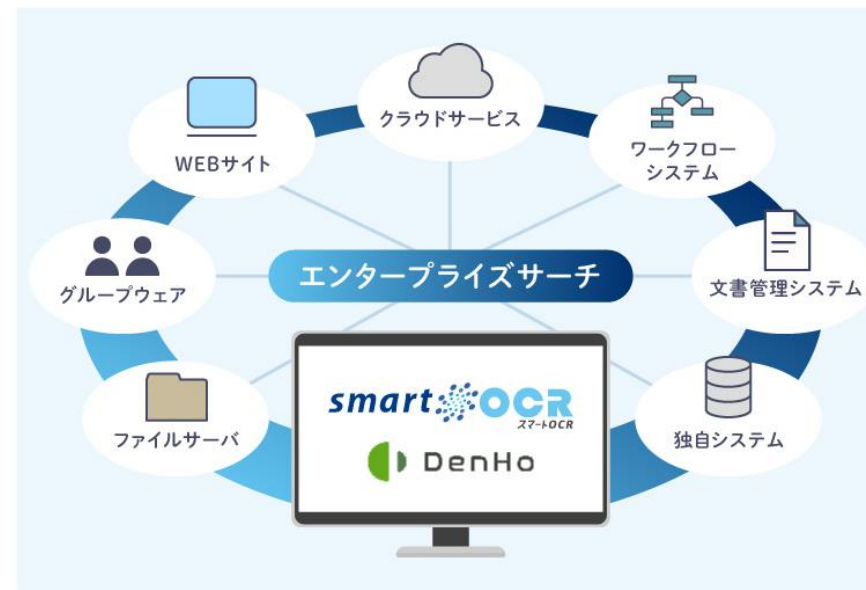 クラウドサービス
WEBサイト
ワークフロー
システム
グループウェア
エンタープライズサーチ
文書管理システム
ファイルサーバ
smart OCR
スマートOCR
DenHo
独自システム